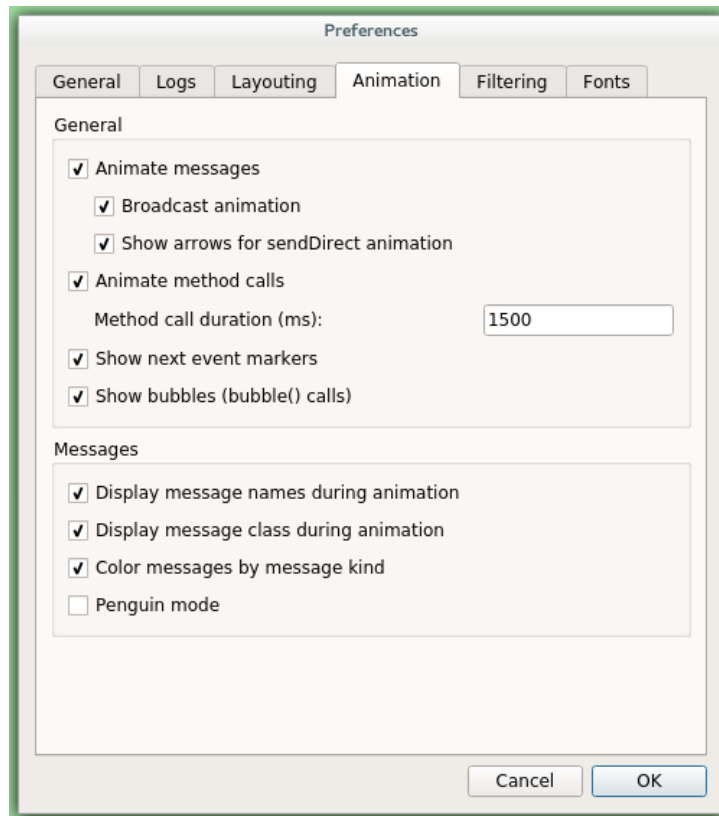 Preferences
General Logs Layouting Animation Filtering Fonts
General
Animate messages
Broadcast animation
Show arrows for sendDirect animation
Animate method calls
Method call duration (ms): 1500
Show next event markers
Show bubbles (bubble() calls)
Messages
Display message names during animation
Display message class during animation
Color messages by message kind
Penguin mode
Cancel OK